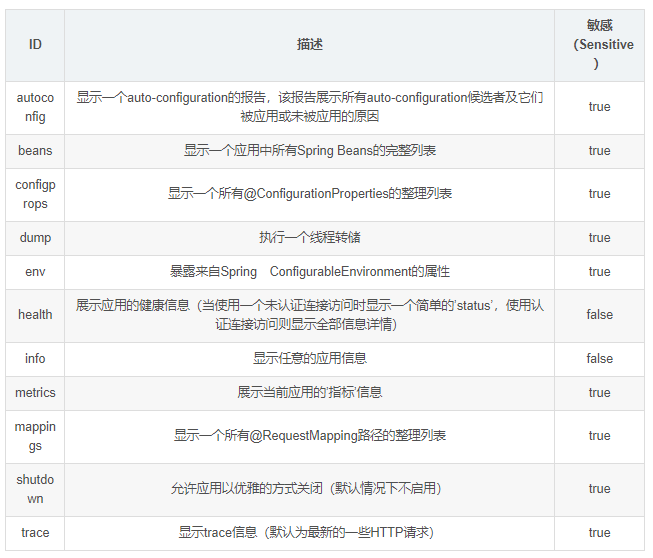 ID
描述
敏感
（Sensitive
）
autoco
nfig
显示一个auto-configuration的报告，该报告展示所有auto-configuration候选者及它们
被应用或未被应用的原因
true
beans
显示一个应用中所有Spring Beans的完整列表
true
configp
rops
显示一个所有@ConfigurationProperties的整理列表
true
dump
执行一个线程转储
true
env
暴露来自Spring　ConfigurableEnvironment的属性
true
health
展示应用的健康信息（当使用一个未认证连接访问时显示一个简单的'status'，使用认
证连接访问则显示全部信息详情）
false
info
显示任意的应用信息
false
metrics
展示当前应用的'指标'信息
true
mappin
gs
显示一个所有@RequestMapping路径的整理列表
true
shutdo
wn
允许应用以优雅的方式关闭（默认情况下不启用）
true
trace
显示trace信息（默认为最新的一些HTTP请求）
true